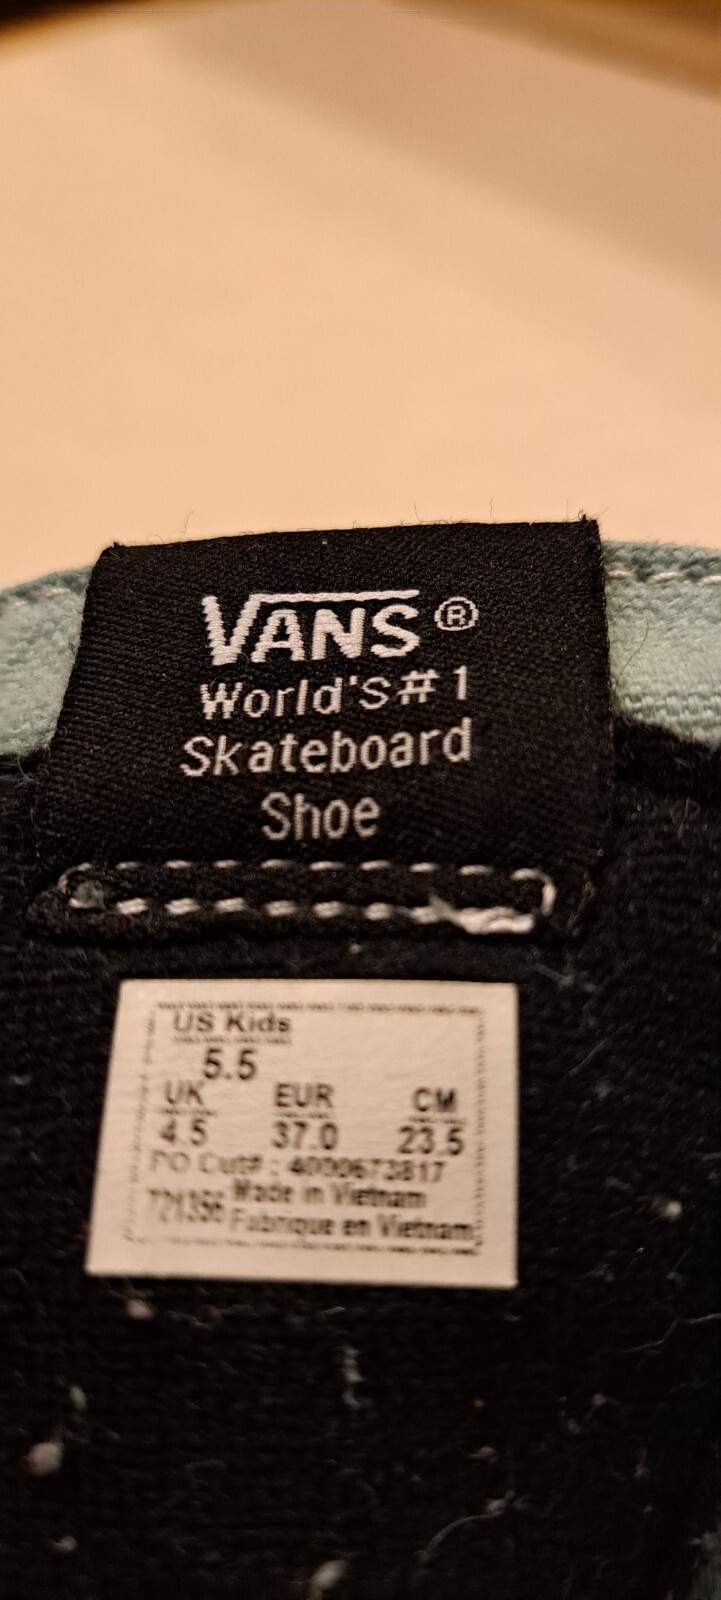 VANS®
World's #1
Skateboard
Shoe
US Kids
5.5
UK EUR CM
4.5 37.0 23.5
PO Cut# : 4000673817
721356 Made in Vietnam
Fabrique en Vietnam